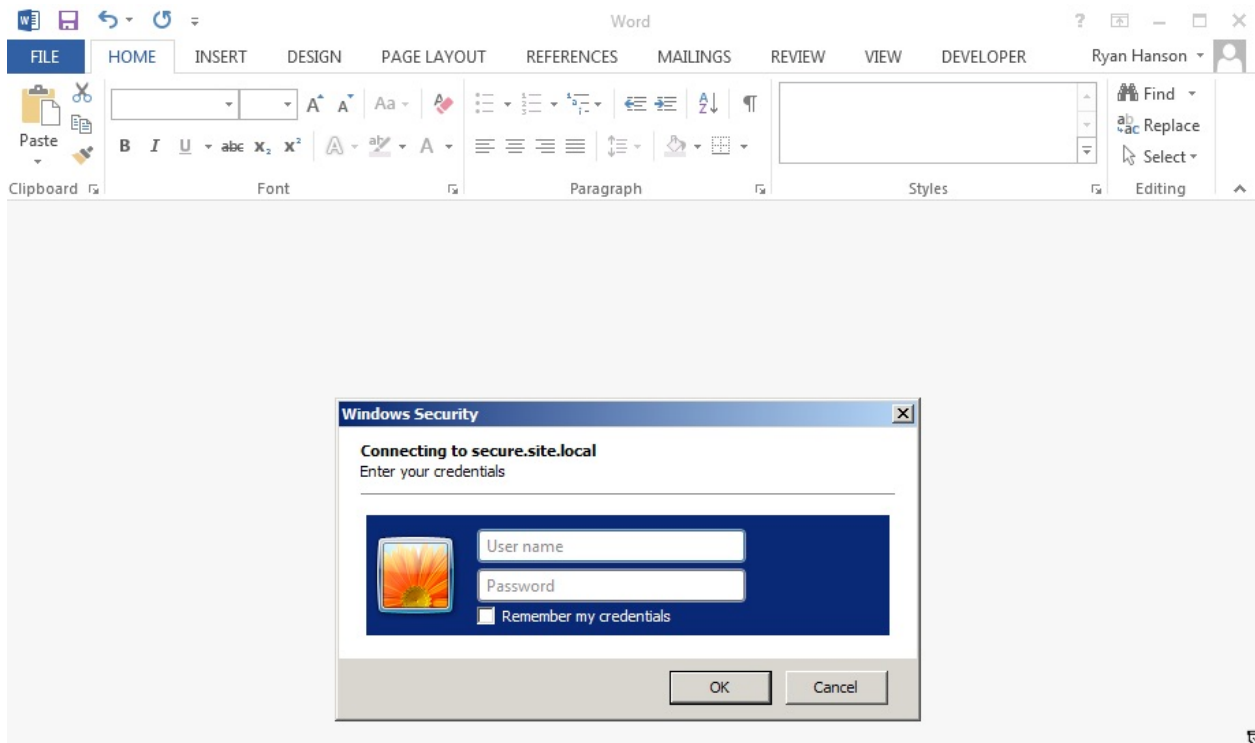 Word
FILE HOME INSERT DESIGN PAGE LAYOUT REFERENCES MAILINGS REVIEW VIEW DEVELOPER Ryan Hanson
Aa Find
Replace
Paste B I U abc X₂ X² A A Select
Clipboard Font Paragraph Styles Editing
Windows Security
Connecting to secure.site.local
Enter your credentials
User name
Password
Remember my credentials
OK Cancel